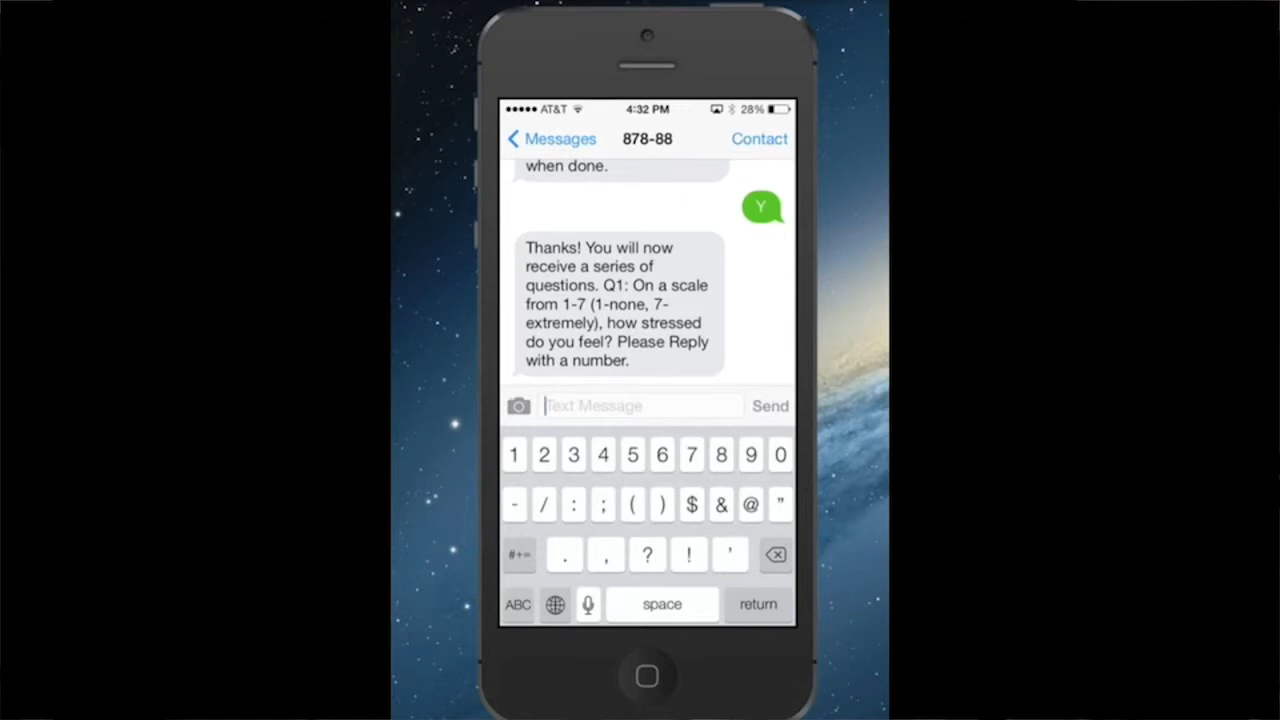 ●●●●● AT&T 4:32 PM 28%
Messages 878-88 Contact
when done.
Y
Thanks! You will now
receive a series of
questions. Q1: On a scale
from 1-7 (1-none, 7-
extremely), how stressed
do you feel? Please Reply
with a number.
Text Message Send
1 2 3 4 5 6 7 8 9 0
- / : ; ( ) $ & @ "
#+= . , ? ! '
ABC space return